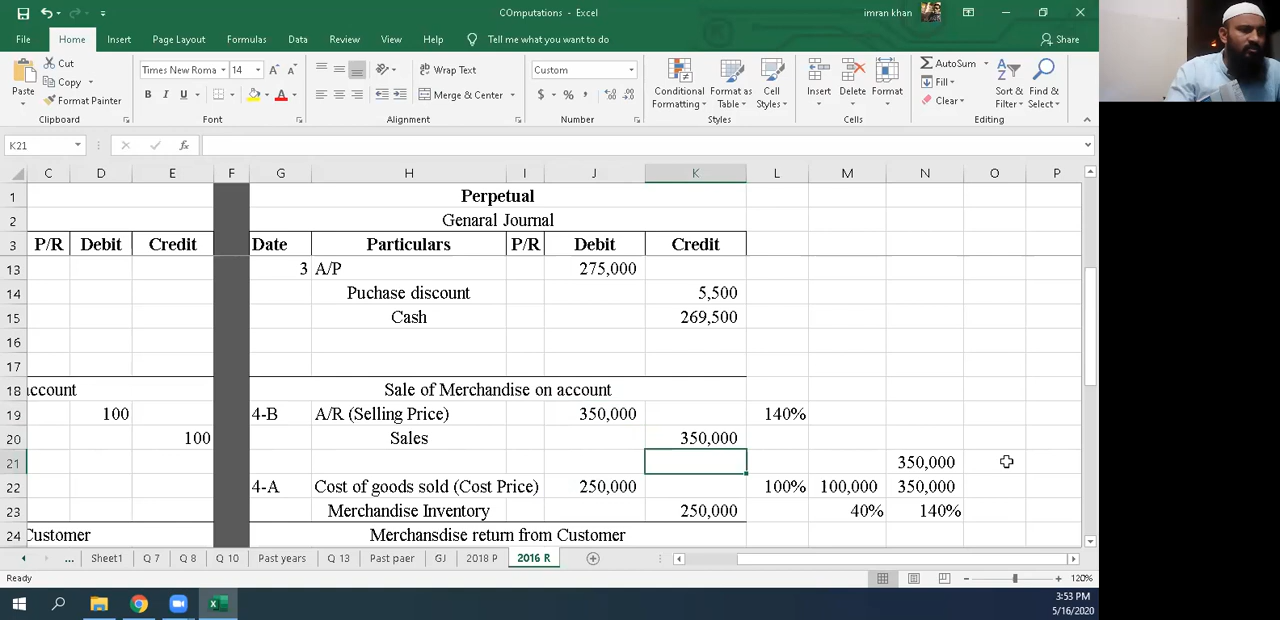 COmputations - Excel
imran khan
File Home Insert Page Layout Formulas Data Review View Help Tell me what you want to do Share
Paste Cut Copy Format Painter
Times New Roma 14
B I U
Wrap Text
Merge & Center
Custom
$ % ,
Conditional Formatting Format as Table Cell Styles
Insert Delete Format
AutoSum Fill Clear
Sort & Filter Find & Select
Clipboard Font Alignment Number Styles Cells Editing
K21 fx
C D E F G H I J K L M N O P
1 Perpetual
2 Genaral Journal
3 P/R Debit Credit Date Particulars P/R Debit Credit
13 3 A/P 275,000
14 Puchase discount 5,500
15 Cash 269,500
16
17
18 account Sale of Merchandise on account
19 100 4-B A/R (Selling Price) 350,000 140%
20 100 Sales 350,000
21 350,000
22 4-A Cost of goods sold (Cost Price) 250,000 100% 100,000 350,000
23 Merchandise Inventory 250,000 40% 140%
24 Customer Merchansdise return from Customer
... Sheet1 Q 7 Q 8 Q 10 Past years Q 13 Past paer GJ 2018 P 2016 R
Ready 120%
3:53 PM
5/16/2020